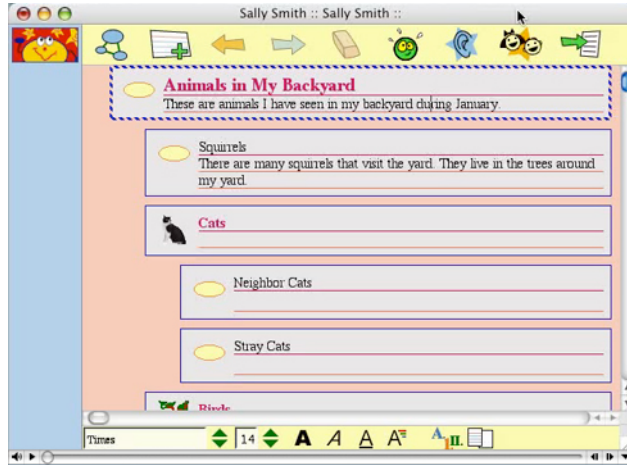 Sally Smith :: Sally Smith ::
Animals in My Backyard
These are animals I have seen in my backyard during January.
Squirrels
There are many squirrels that visit the yard. They live in the trees around
my yard.
Cats
Neighbor Cats
Stray Cats
Birds
Times 14 A A A A A I II.